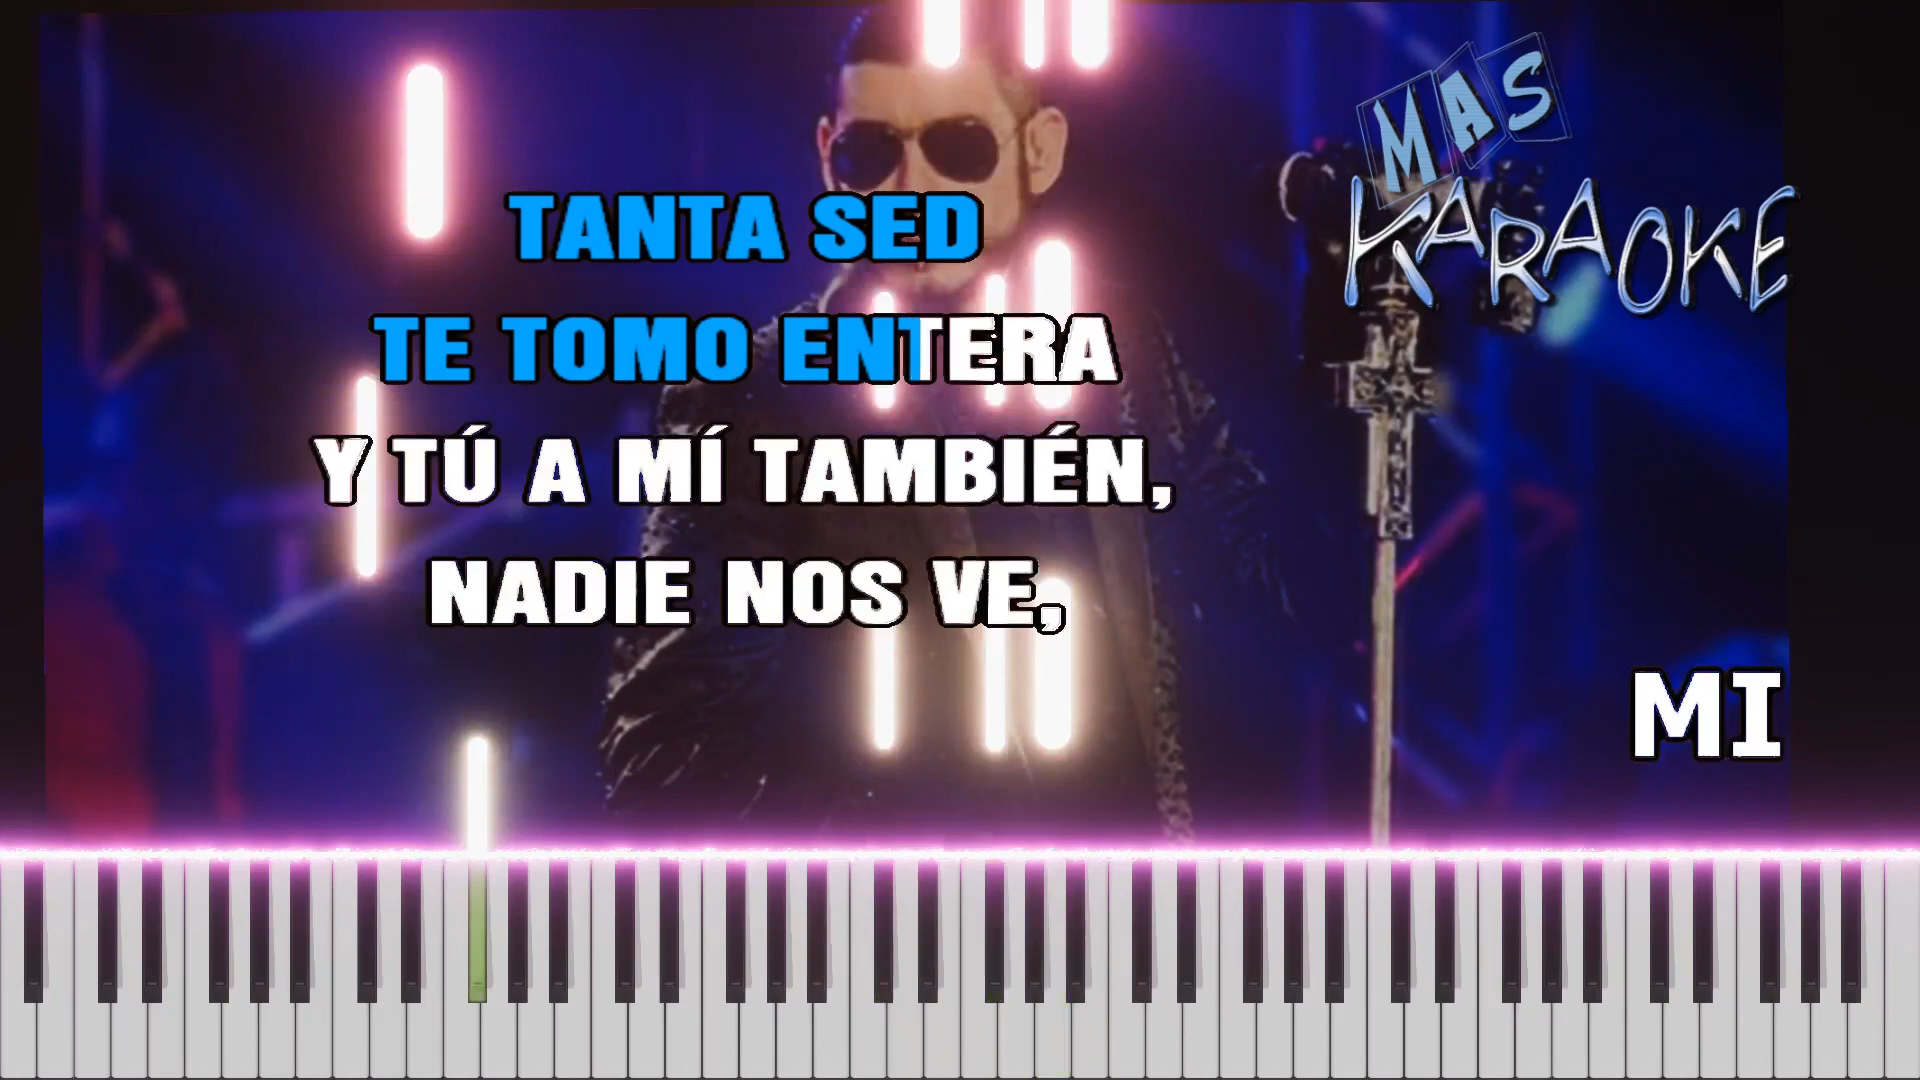 MAS
KARAOKE
TANTA SED
TE TOMO ENTERA
Y TÚ A MÍ TAMBIÉN,
NADIE NOS VE,
MI